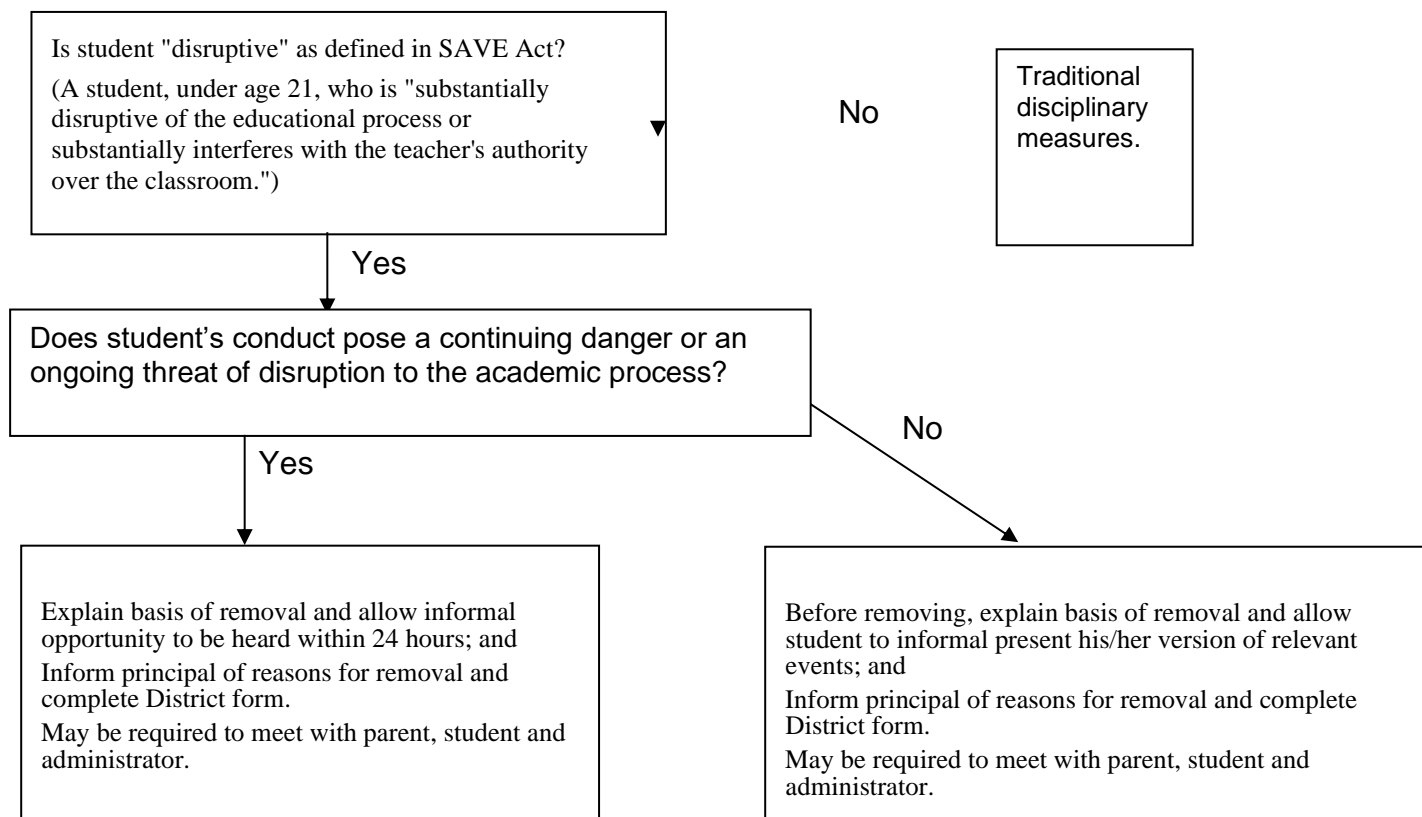 Is student "disruptive" as defined in SAVE Act?
(A student, under age 21, who is "substantially
disruptive of the educational process or
substantially interferes with the teacher's authority
over the classroom.")
No
Traditional
disciplinary
measures.
Yes
Does student’s conduct pose a continuing danger or an
ongoing threat of disruption to the academic process?
No
Yes
Explain basis of removal and allow informal
opportunity to be heard within 24 hours; and
Inform principal of reasons for removal and
complete District form.
May be required to meet with parent, student and
administrator.
Before removing, explain basis of removal and allow
student to informal present his/her version of relevant
events; and
Inform principal of reasons for removal and complete
District form.
May be required to meet with parent, student and
administrator.